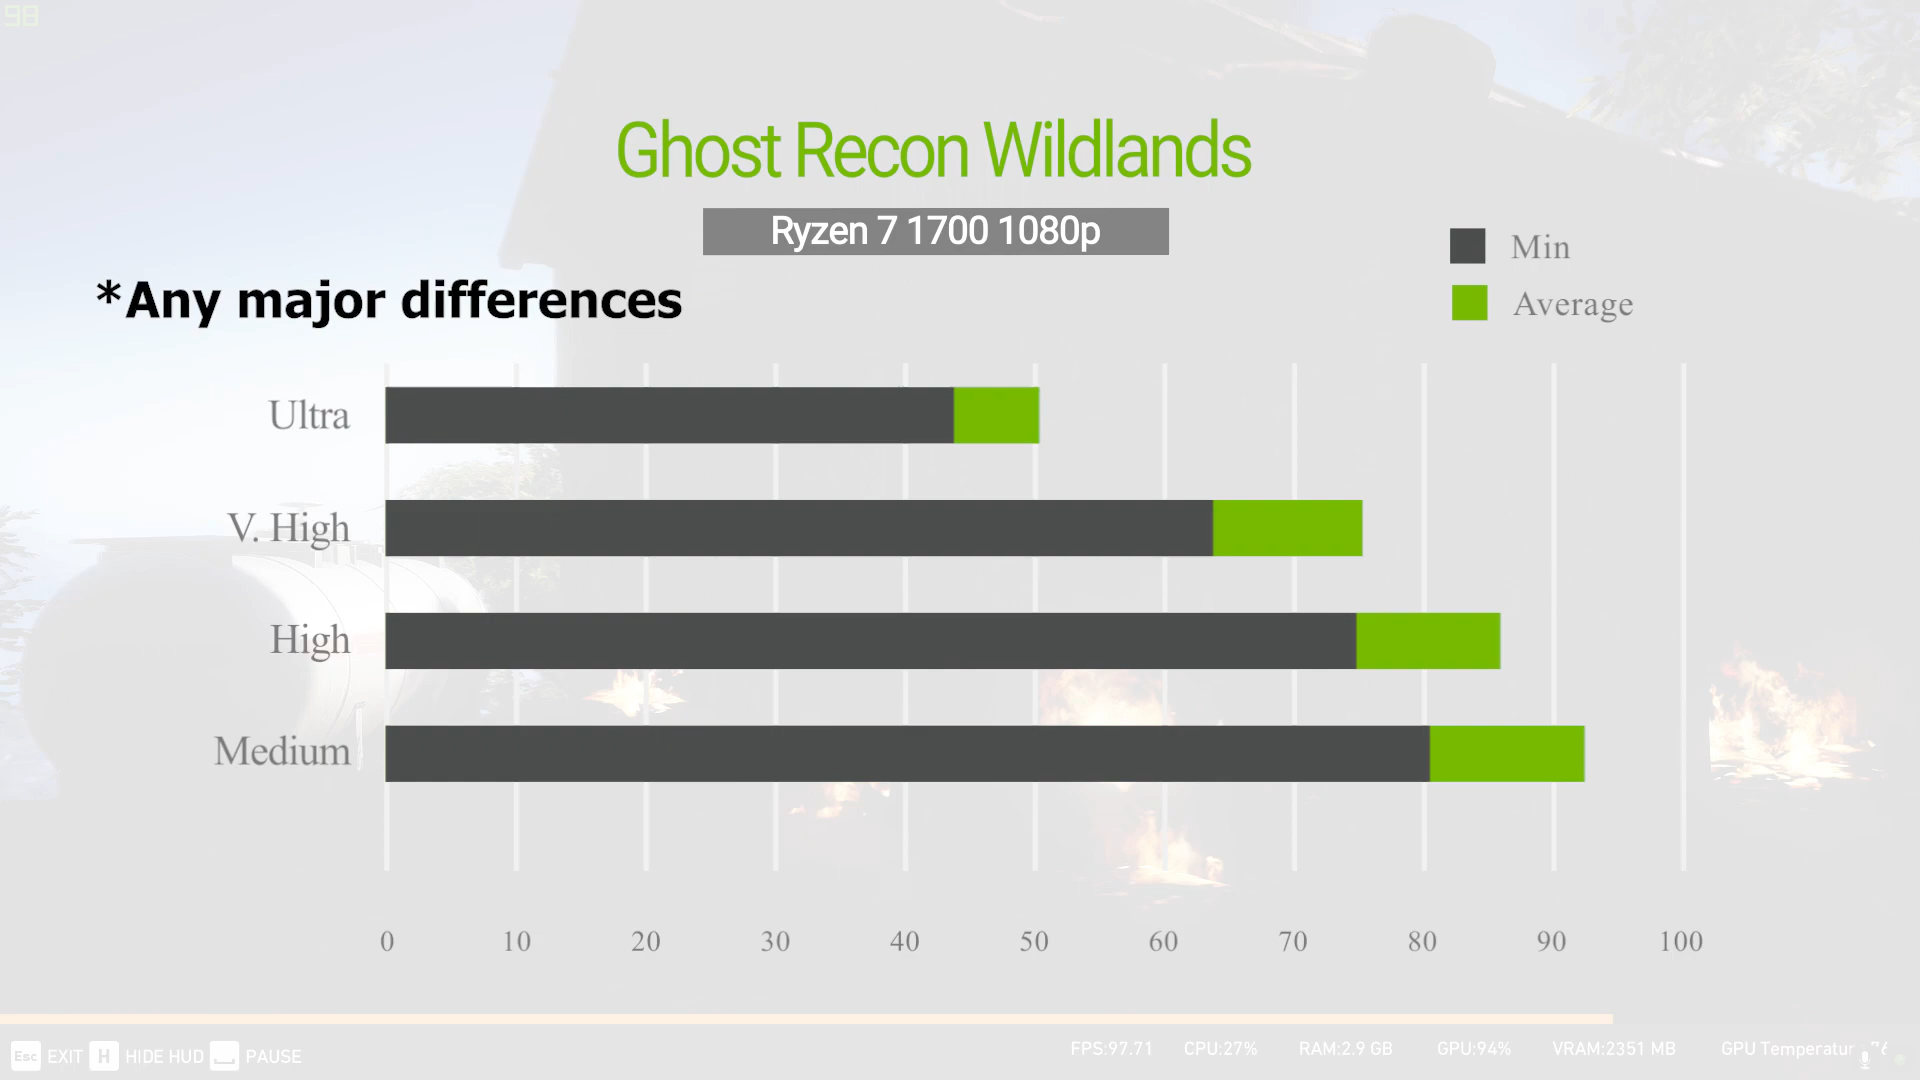 98
Ghost Recon Wildlands
Ryzen 7 1700 1080p
Min
Average
*Any major differences
Ultra
V. High
High
Medium
0 10 20 30 40 50 60 70 80 90 100
Esc EXIT H HIDE HUD PAUSE FPS:97.71 CPU:27% RAM:2.9 GB GPU:94% VRAM:2351 MB GPU